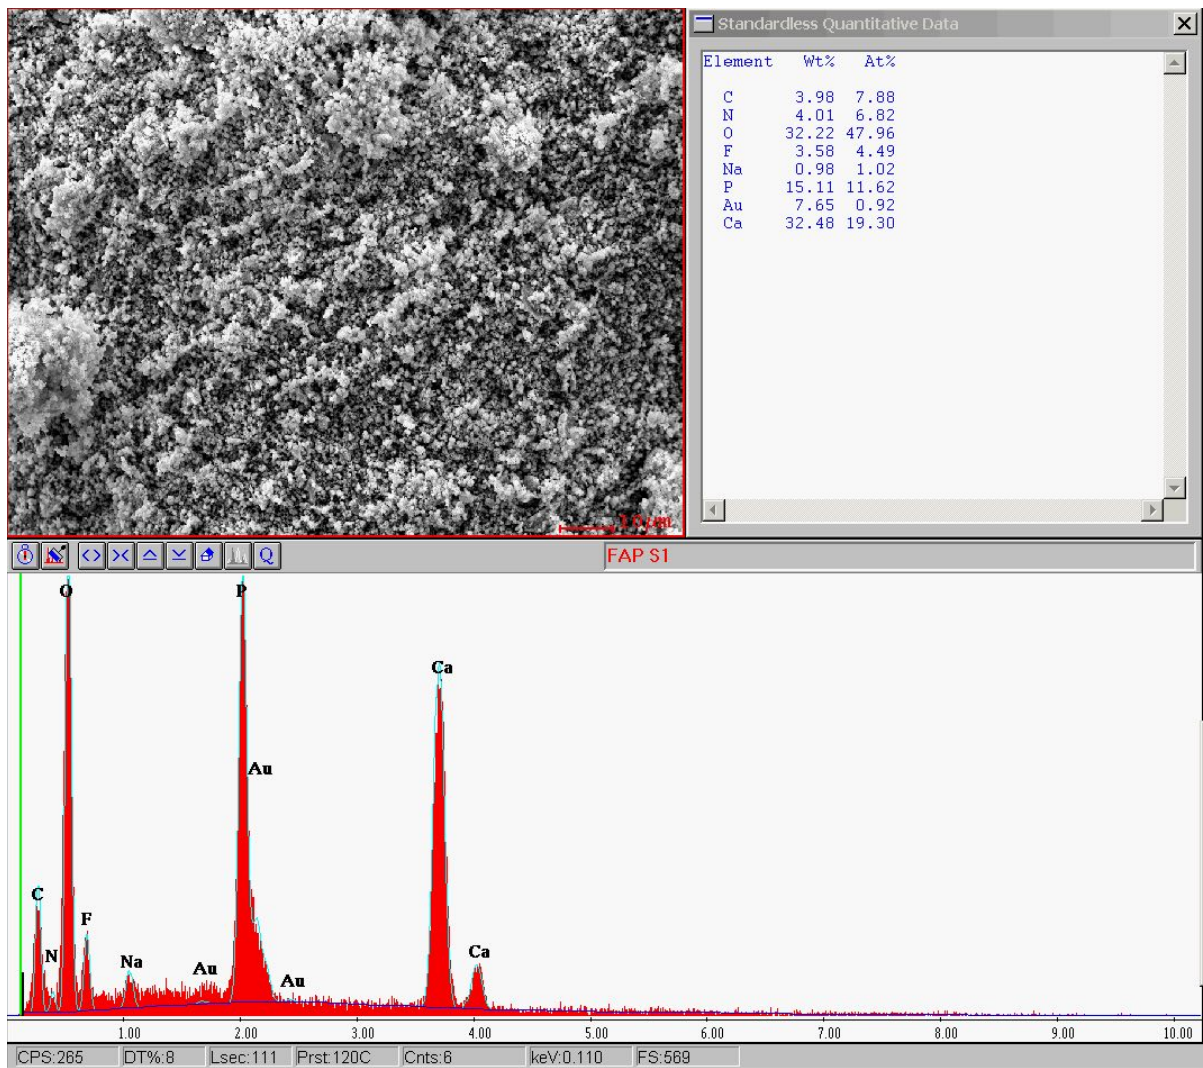 Standardless Quantitative Data
Element Wt% At%
C 3.98 7.88
N 4.01 6.82
O 32.22 47.96
F 3.58 4.49
Na 0.98 1.02
P 15.11 11.62
Au 7.65 0.92
Ca 32.48 19.30
10 µm
Q
FAP S1
O
P
Ca
Au
C
F
N
Na
Au
Au
Ca
1.00 2.00 3.00 4.00 5.00 6.00 7.00 8.00 9.00 10.00
CPS:265 DT%:8 Lsec:111 Prst:120C Cnts:6 keV:0.110 FS:569